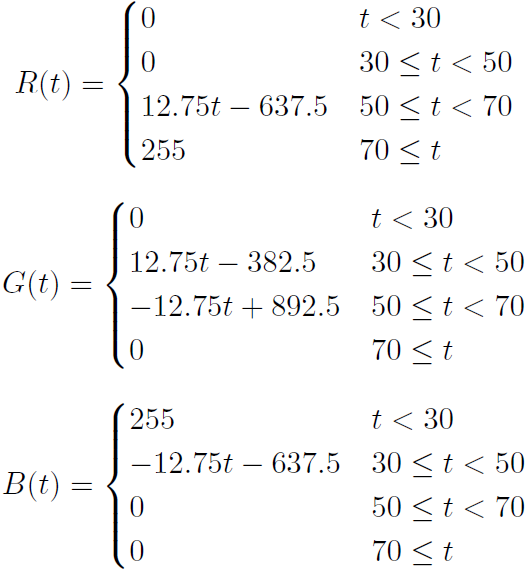 0 t < 30
0 30 ≤ t < 50
R(t) =
12.75t − 637.5 50 ≤ t < 70
255 70 ≤ t
0 t < 30
12.75t − 382.5 30 ≤ t < 50
G(t) =
−12.75t + 892.5 50 ≤ t < 70
0 70 ≤ t
255 t < 30
−12.75t − 637.5 30 ≤ t < 50
B(t) =
0 50 ≤ t < 70
0 70 ≤ t